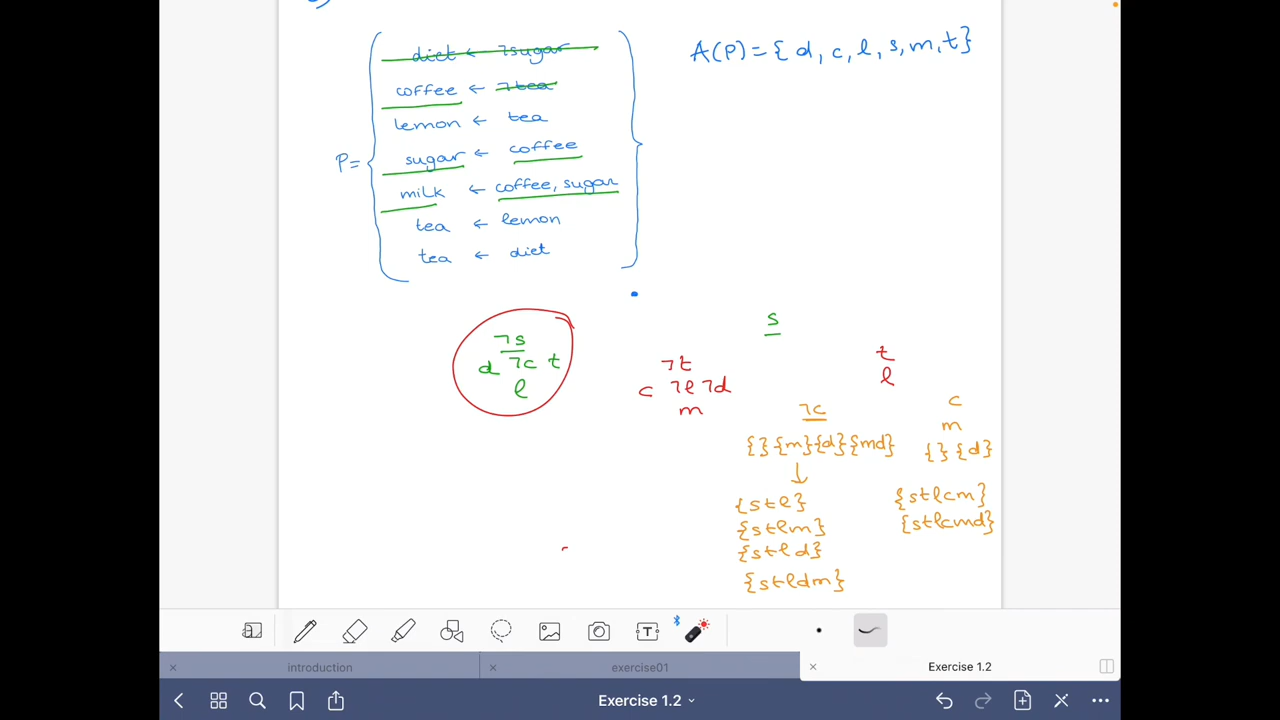 diet ← ¬sugar
A(P) = { d, c, l, s, m, t }
coffee ← ¬tea
lemon ← tea
sugar ← coffee
P =
milk ← coffee, sugar
tea ← lemon
tea ← diet
¬s
d ¬c t
l
s
¬t
c ¬l ¬d
m
t
l
¬c
{} {m} {d} {md}
c
m
{} {d}
{stl}
{stlm}
{stld}
{stldm}
{stlcm}
{stlcmd}
introduction
exercise01
Exercise 1.2
Exercise 1.2